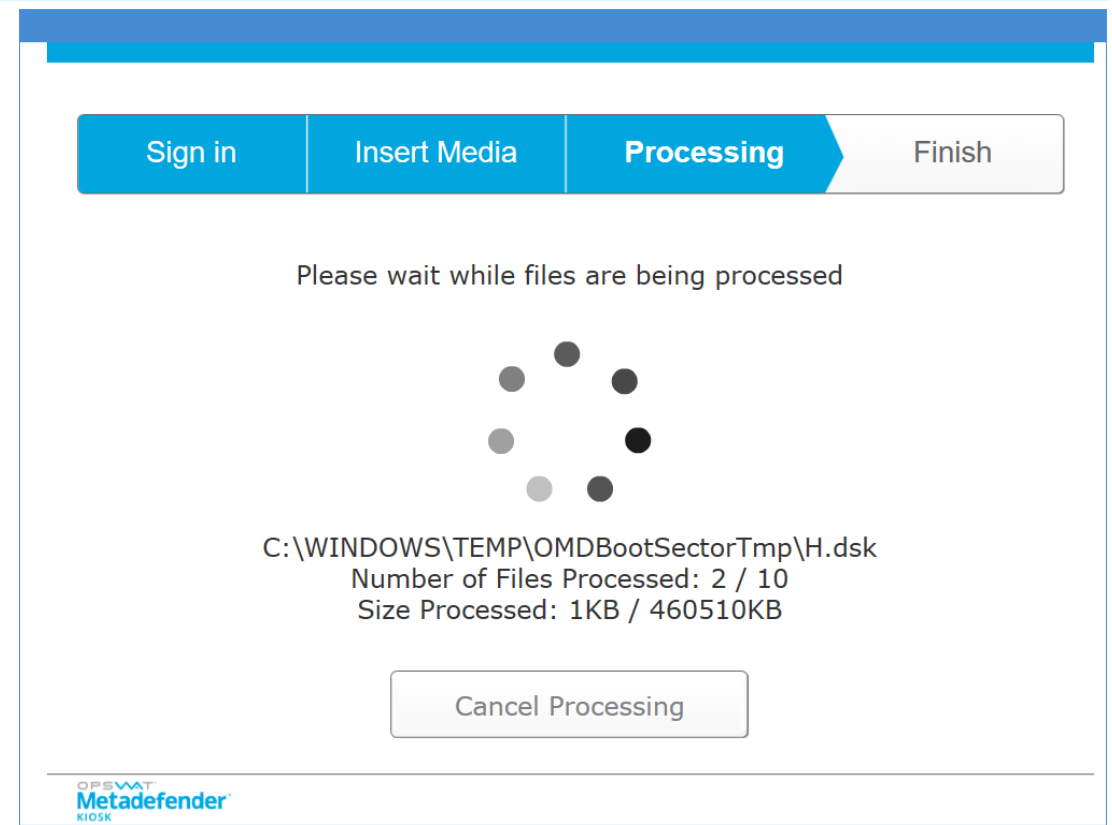 Sign in
Insert Media
Processing
Finish
Please wait while files are being processed
C:\WINDOWS\TEMP\OMDBootSectorTmp\H.dsk
Number of Files Processed: 2 / 10
Size Processed: 1KB / 460510KB
Cancel Processing
OPSWAT
Metadefender
KIOSK